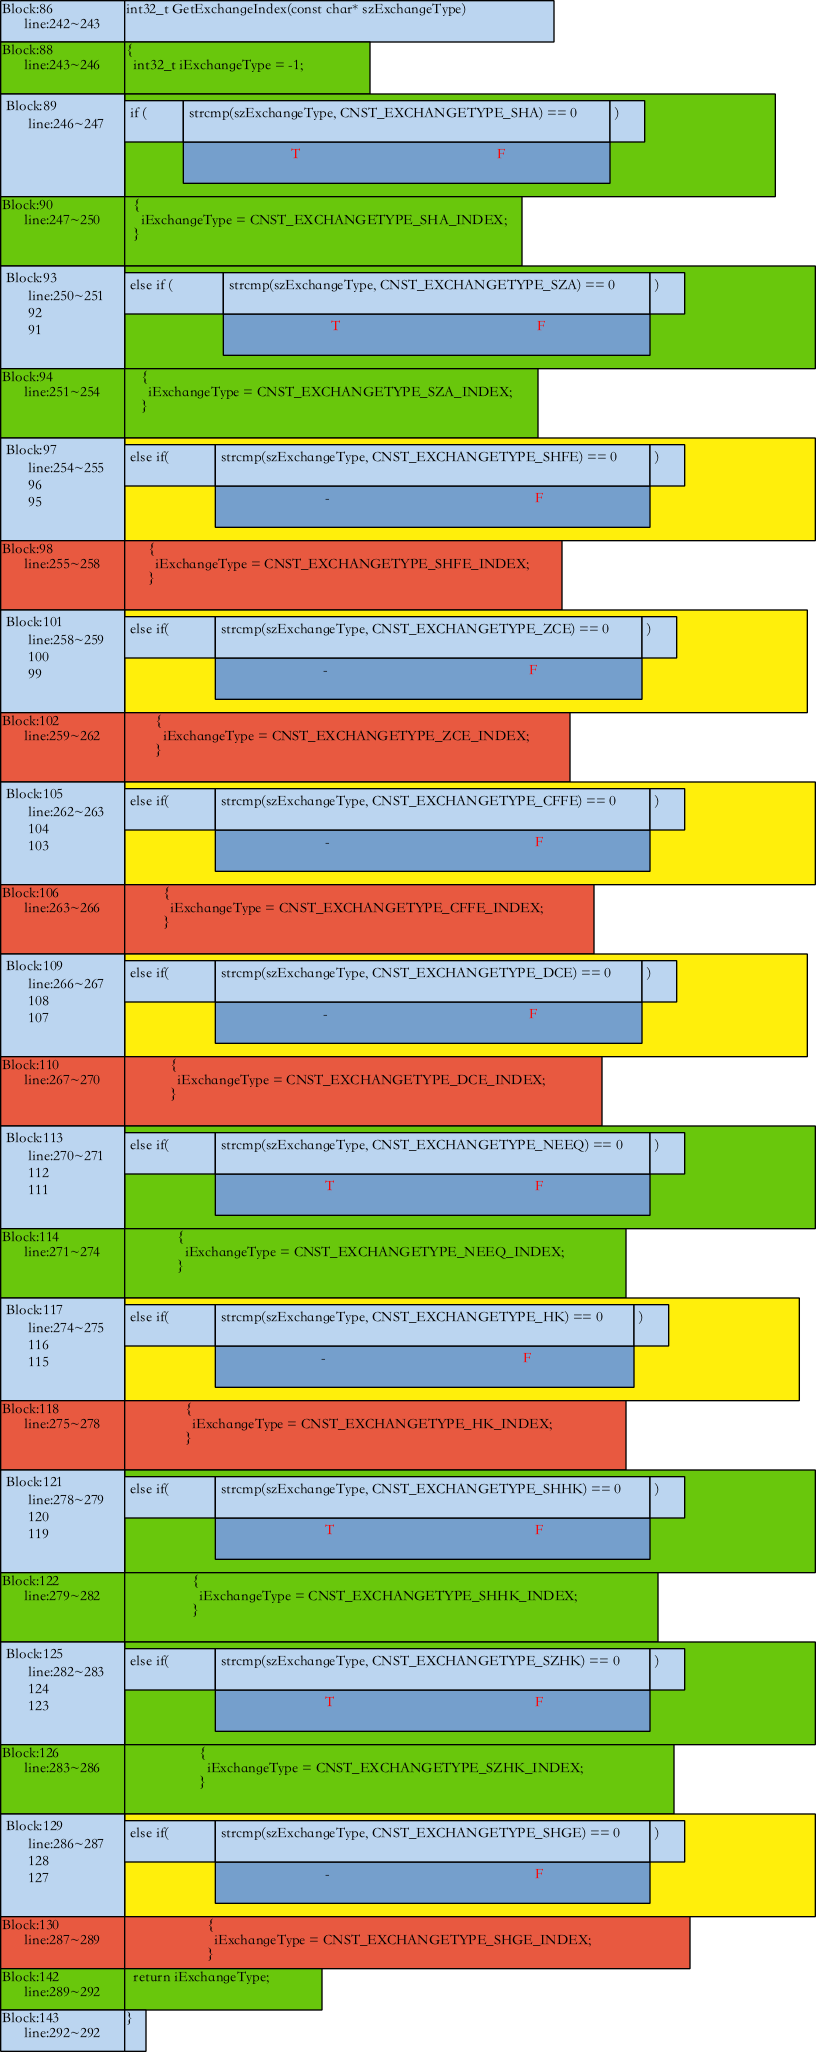 Block:86 int32_t GetExchangeIndex(const char* szExchangeType)
line:242~243
Block:88 {
line:243~246 int32_t iExchangeType = -1;
Block:89 if ( strcmp(szExchangeType, CNST_EXCHANGETYPE_SHA) == 0 )
line:246~247
T F
Block:90 {
line:247~250 iExchangeType = CNST_EXCHANGETYPE_SHA_INDEX;
}
Block:93 else if ( strcmp(szExchangeType, CNST_EXCHANGETYPE_SZA) == 0 )
line:250~251
92
91 T F
Block:94 {
line:251~254 iExchangeType = CNST_EXCHANGETYPE_SZA_INDEX;
}
Block:97 else if( strcmp(szExchangeType, CNST_EXCHANGETYPE_SHFE) == 0 )
line:254~255
96
95 - F
Block:98 {
line:255~258 iExchangeType = CNST_EXCHANGETYPE_SHFE_INDEX;
}
Block:101 else if( strcmp(szExchangeType, CNST_EXCHANGETYPE_ZCE) == 0 )
line:258~259
100
99 - F
Block:102 {
line:259~262 iExchangeType = CNST_EXCHANGETYPE_ZCE_INDEX;
}
Block:105 else if( strcmp(szExchangeType, CNST_EXCHANGETYPE_CFFE) == 0 )
line:262~263
104
103 - F
Block:106 {
line:263~266 iExchangeType = CNST_EXCHANGETYPE_CFFE_INDEX;
}
Block:109 else if( strcmp(szExchangeType, CNST_EXCHANGETYPE_DCE) == 0 )
line:266~267
108
107 - F
Block:110 {
line:267~270 iExchangeType = CNST_EXCHANGETYPE_DCE_INDEX;
}
Block:113 else if( strcmp(szExchangeType, CNST_EXCHANGETYPE_NEEQ) == 0 )
line:270~271
112
111 T F
Block:114 {
line:271~274 iExchangeType = CNST_EXCHANGETYPE_NEEQ_INDEX;
}
Block:117 else if( strcmp(szExchangeType, CNST_EXCHANGETYPE_HK) == 0 )
line:274~275
116
115 - F
Block:118 {
line:275~278 iExchangeType = CNST_EXCHANGETYPE_HK_INDEX;
}
Block:121 else if( strcmp(szExchangeType, CNST_EXCHANGETYPE_SHHK) == 0 )
line:278~279
120
119 T F
Block:122 {
line:279~282 iExchangeType = CNST_EXCHANGETYPE_SHHK_INDEX;
}
Block:125 else if( strcmp(szExchangeType, CNST_EXCHANGETYPE_SZHK) == 0 )
line:282~283
124
123 T F
Block:126 {
line:283~286 iExchangeType = CNST_EXCHANGETYPE_SZHK_INDEX;
}
Block:129 else if( strcmp(szExchangeType, CNST_EXCHANGETYPE_SHGE) == 0 )
line:286~287
128
127 - F
Block:130 {
line:287~289 iExchangeType = CNST_EXCHANGETYPE_SHGE_INDEX;
}
Block:142 return iExchangeType;
line:289~292
Block:143 }
line:292~292